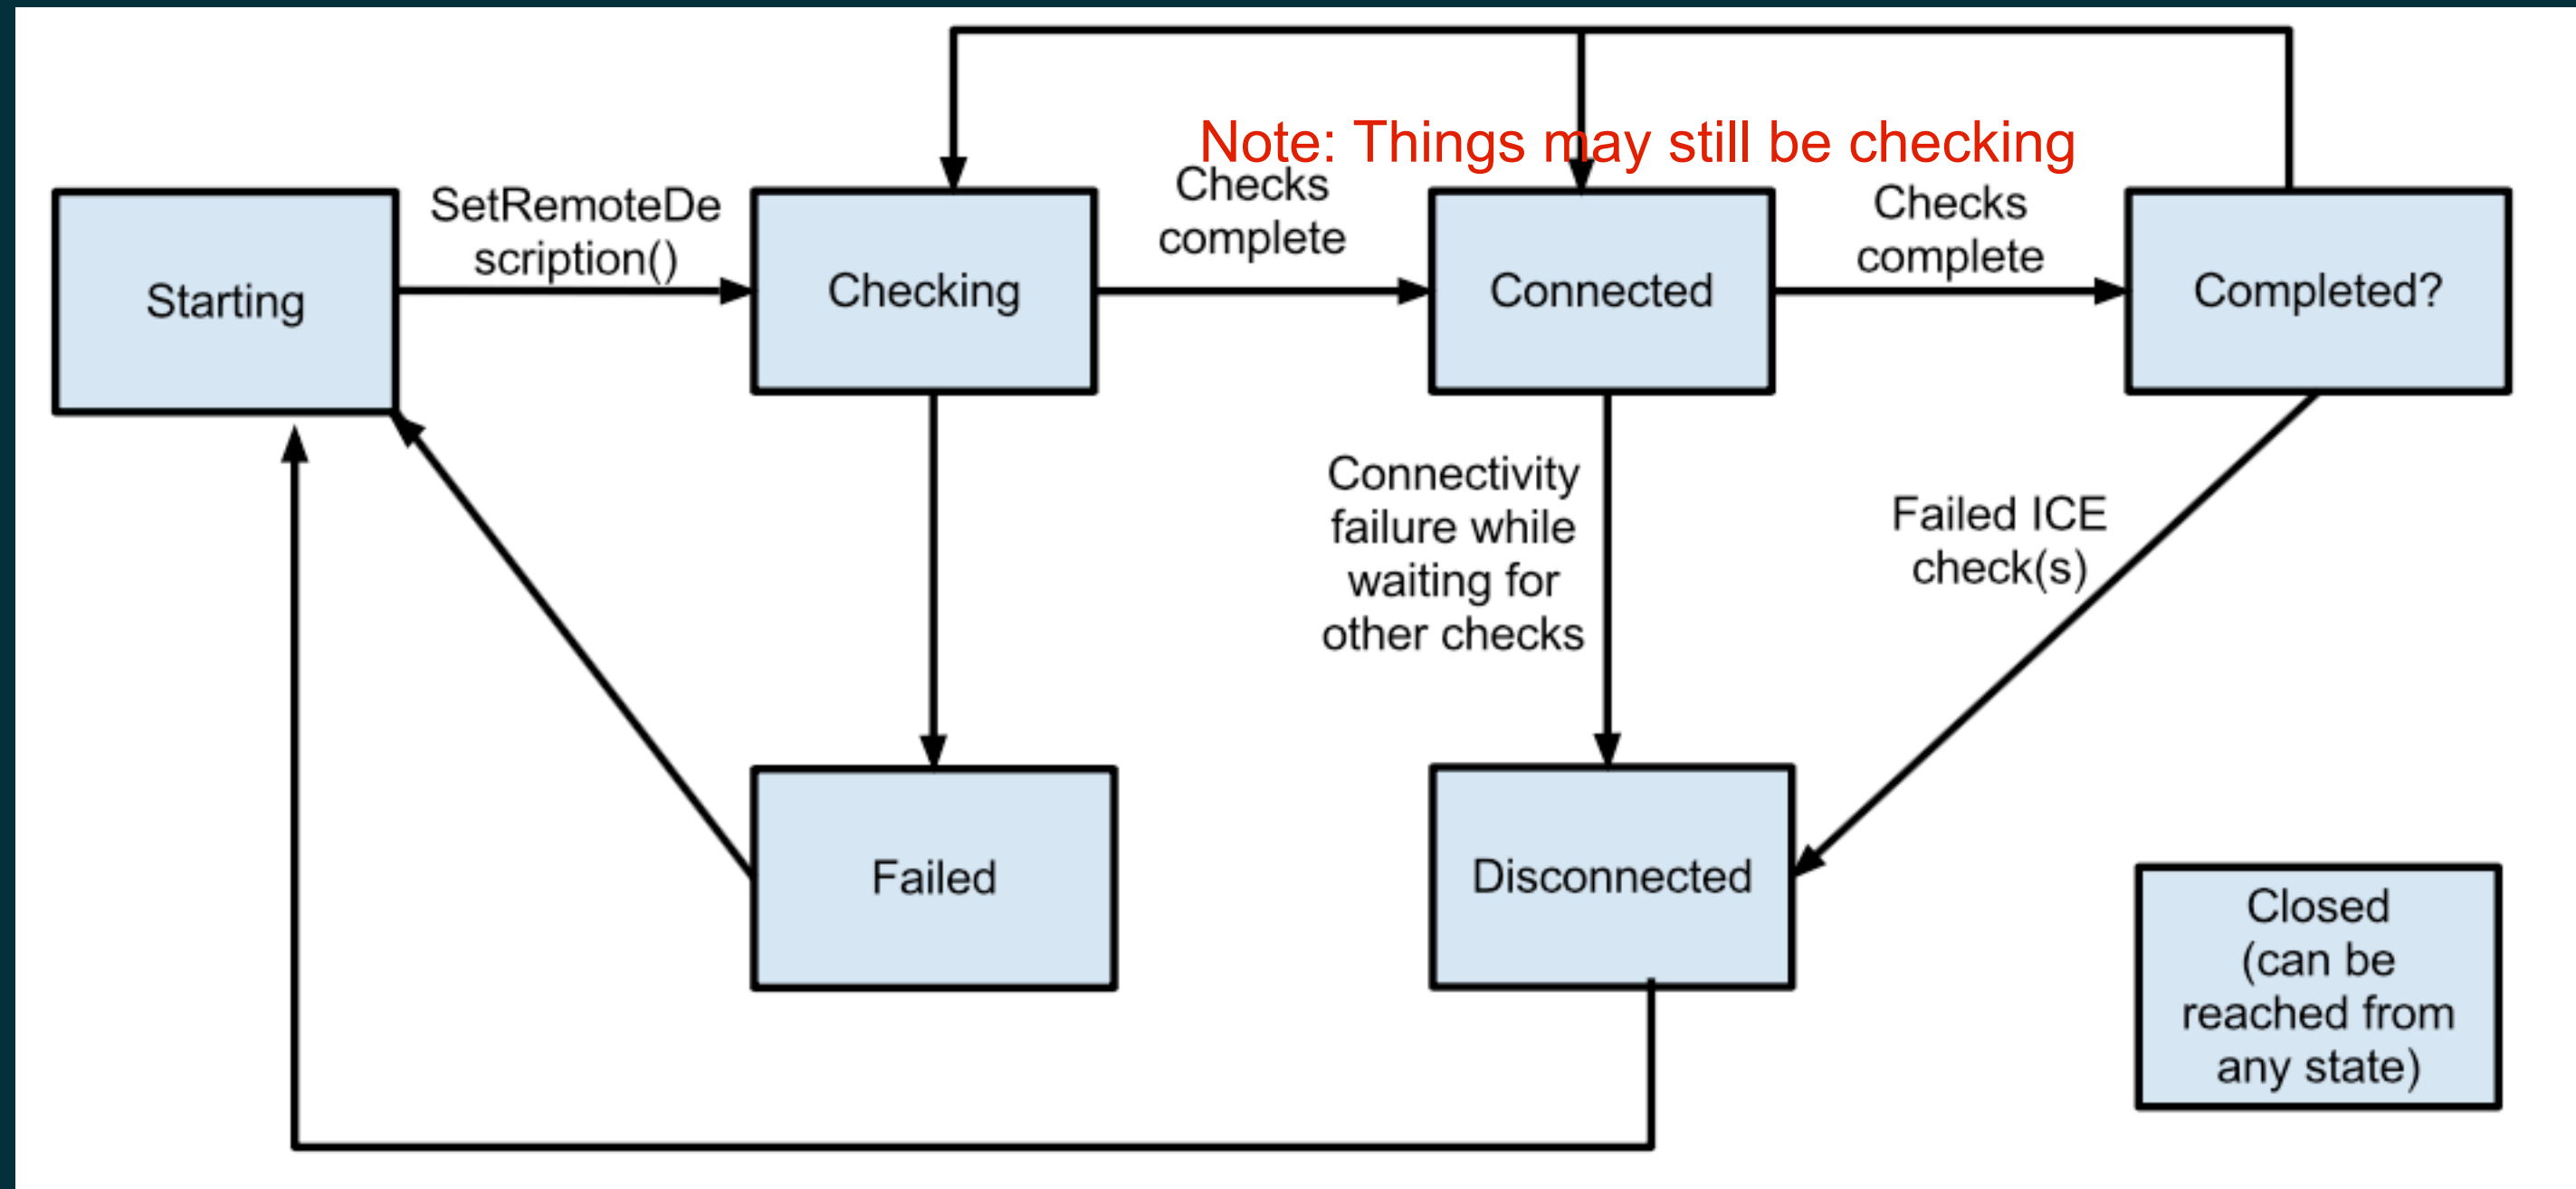 Note: Things may still be checking
Starting
SetRemoteDe
scription()
Checking
Checks
complete
Connected
Checks
complete
Completed?
Connectivity
failure while
waiting for
other checks
Failed ICE
check(s)
Failed
Disconnected
Closed
(can be
reached from
any state)